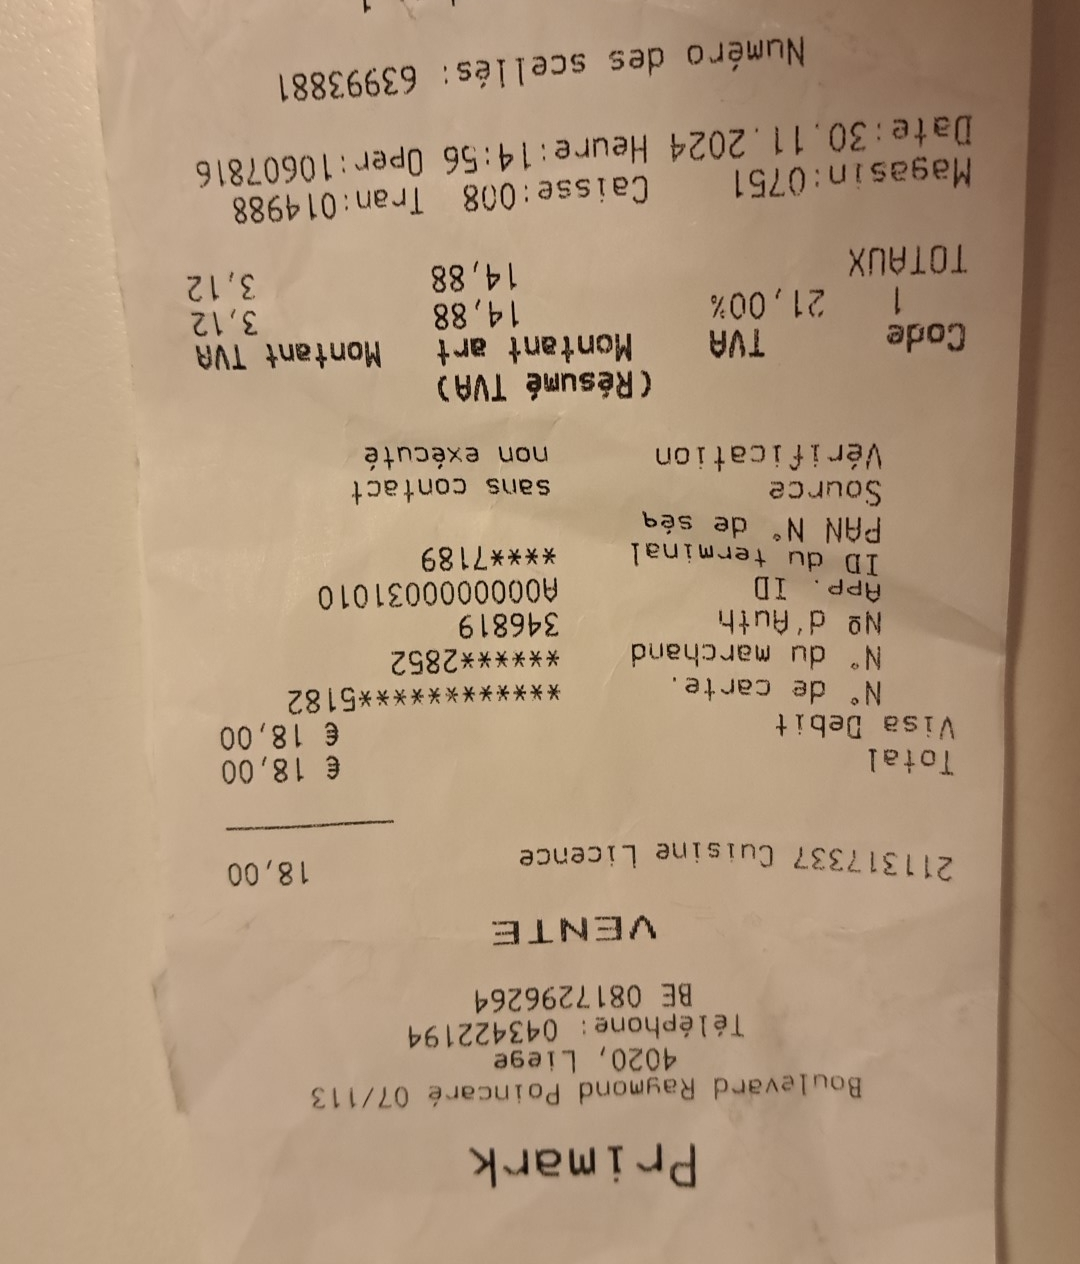 Primark
Boulevard Raymond Poincaré 07/113
4020, Liege
Téléphone: 043422194
BE 0817296264
VENTE
211317337 Cuisine Licence 18,00
Total € 18,00
Visa Debit € 18,00
N° de carte. ************5182
N° du marchand ******2852
Nº d'Auth 346819
App. ID A0000000031010
ID du terminal ****7189
PAN N° de séq
Source sans contact
Vérification non exécuté
(Résumé TVA)
Code TVA Montant art Montant TVA
1 21,00% 14,88 3,12
TOTAUX 14,88 3,12
Magasin:0751 Caisse:008 Tran:014988
Date:30.11.2024 Heure:14:56 Oper:10607816
Numéro des scellés: 63993881